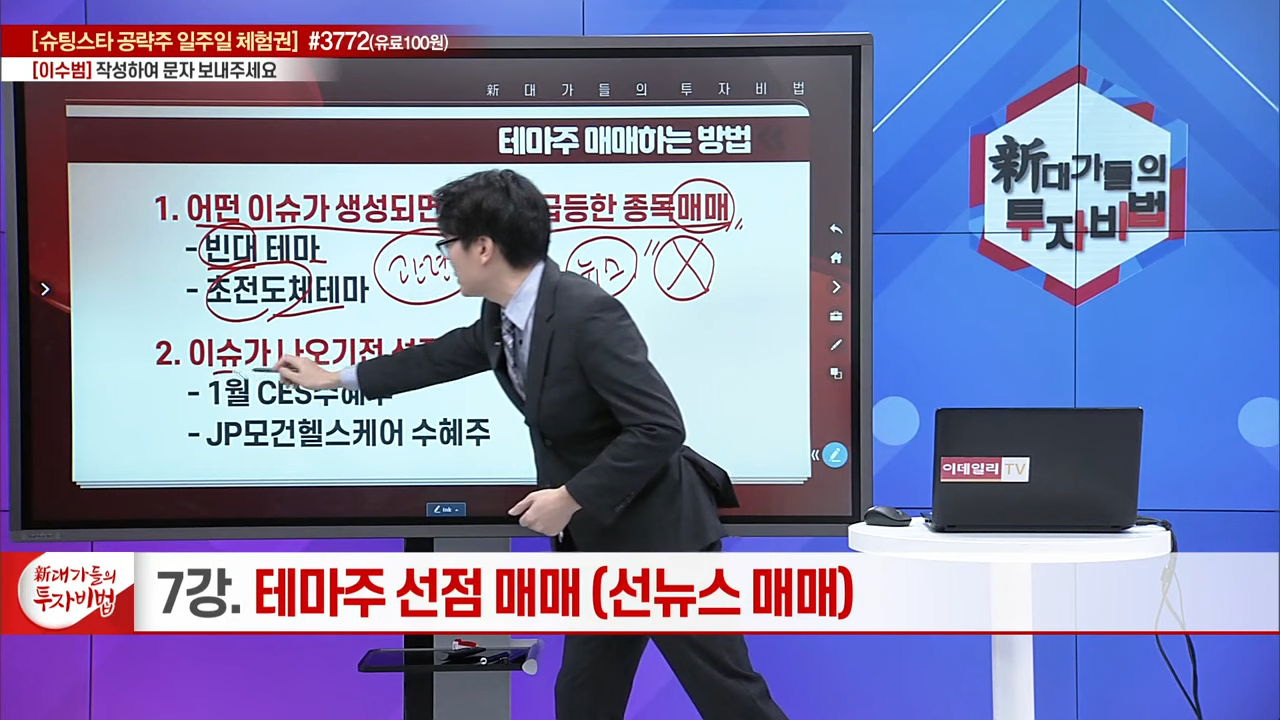 [슈팅스타 공략주 일주일 체험권] #3772(유료100원)
[이수범] 작성하여 문자 보내주세요
新대가들의투자비법
테마주 매매하는 방법
1. 어떤 이슈가 생성되면 급등한 종목매매
- 빈대 테마
- 초전도체테마
관련
뉴스
2. 이슈가 나오기전
- 1월 CES수혜주
- JP모건헬스케어 수혜주
Ink
新대가들의
투자비법
이데일리 TV
新대가들의
투자비법
7강. 테마주 선점 매매 (선뉴스 매매)